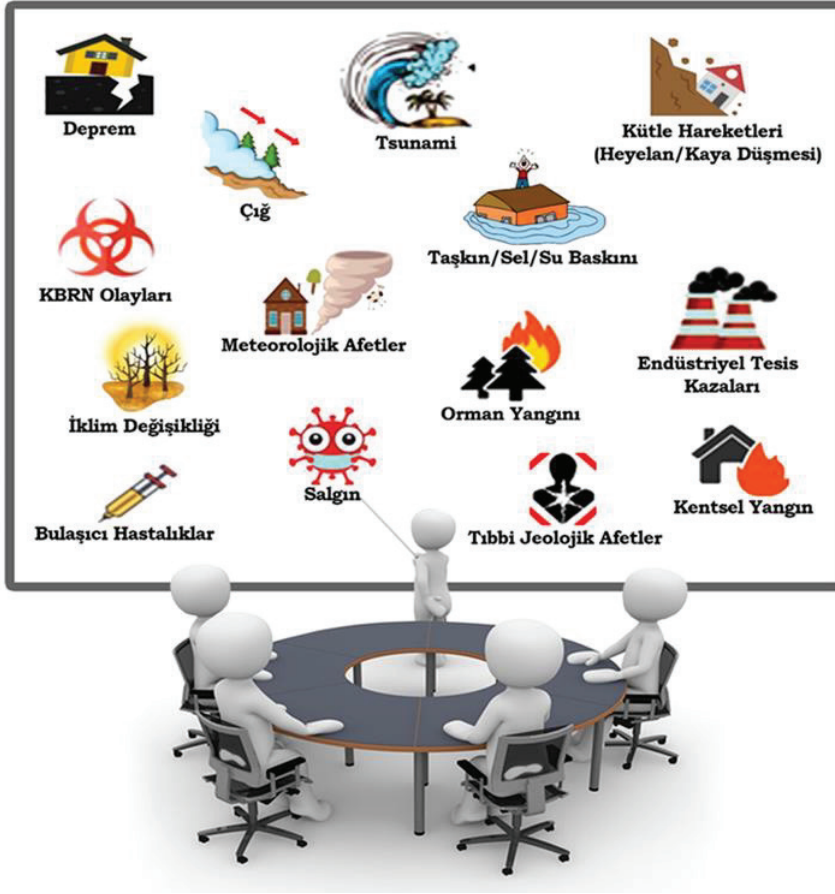 Deprem
Tsunami
Kütle Hareketleri
(Heyelan/Kaya Düşmesi)
Çığ
Taşkın/Sel/Su Baskını
KBRN Olayları
Meteorolojik Afetler
Endüstriyel Tesis
Kazaları
İklim Değişikliği
Orman Yangını
Salgın
Kentsel Yangın
Bulaşıcı Hastalıklar
Tıbbi Jeolojik Afetler